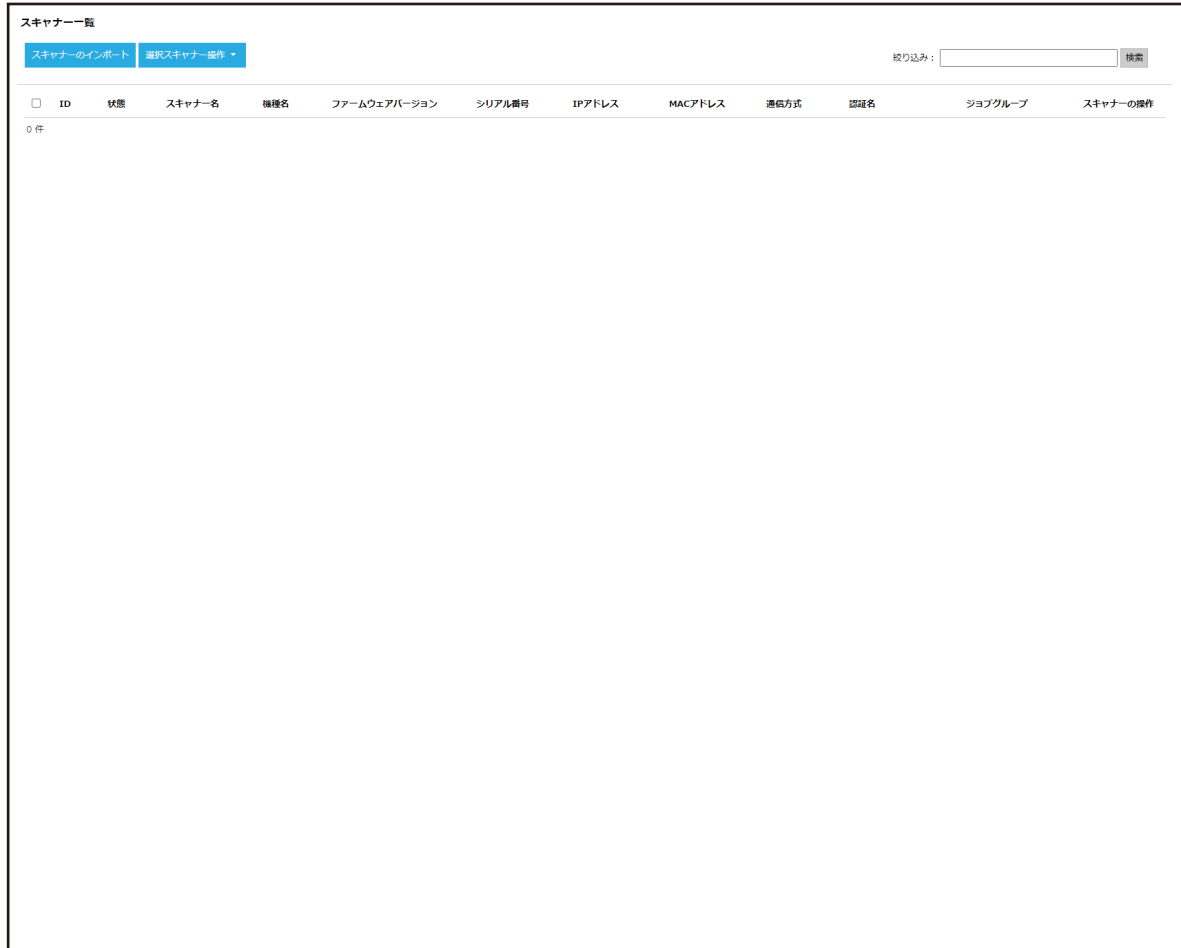 スキャナー一覧
スキャナーのインポート 選択スキャナー操作 絞り込み： 検索
ID 状態 スキャナー名 機種名 ファームウェアバージョン シリアル番号 IPアドレス MACアドレス 通信方式 認証名 ジョブグループ スキャナーの操作
0 件